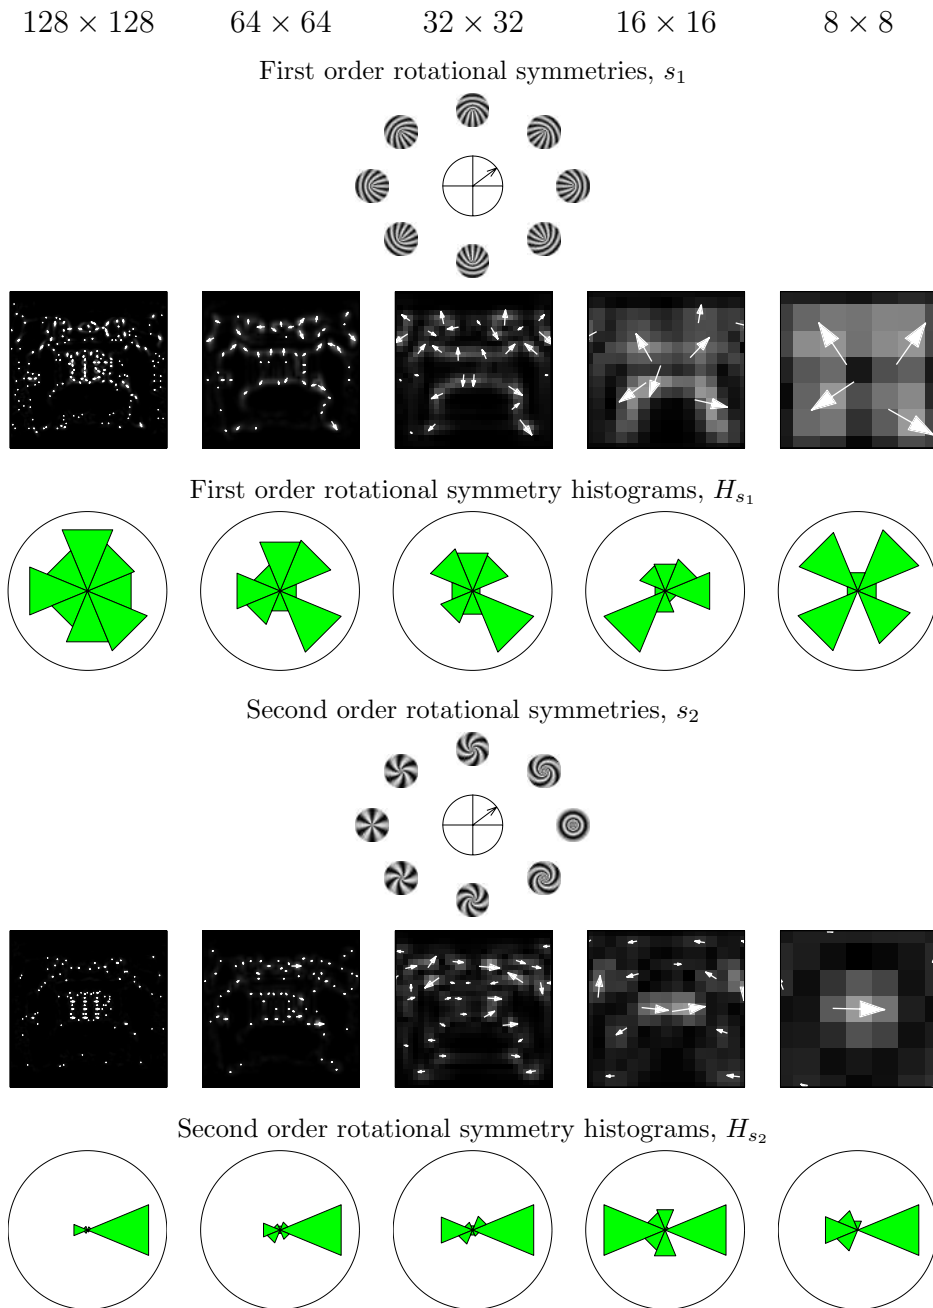 128 × 128 64 × 64 32 × 32 16 × 16 8 × 8
First order rotational symmetries, s₁
First order rotational symmetry histograms, Hₛ₁
Second order rotational symmetries, s₂
Second order rotational symmetry histograms, Hₛ₂